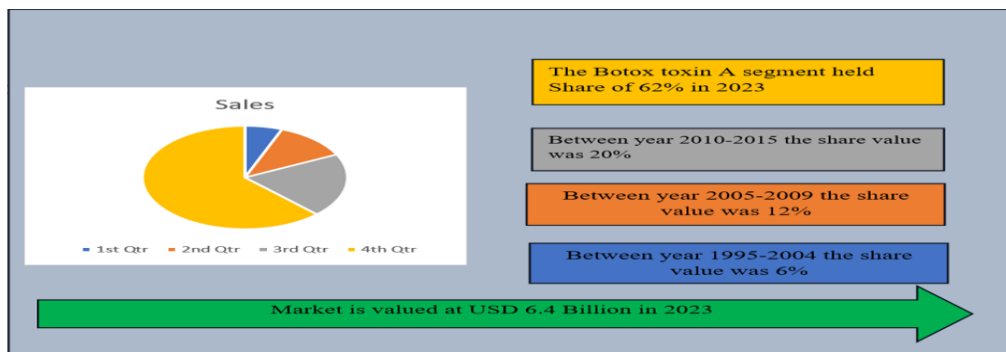 Sales
1st Qtr 2nd Qtr 3rd Qtr 4th Qtr
The Botox toxin A segment held
Share of 62% in 2023
Between year 2010-2015 the share value
was 20%
Between year 2005-2009 the share
value was 12%
Between year 1995-2004 the share
value was 6%
Market is valued at USD 6.4 Billion in 2023